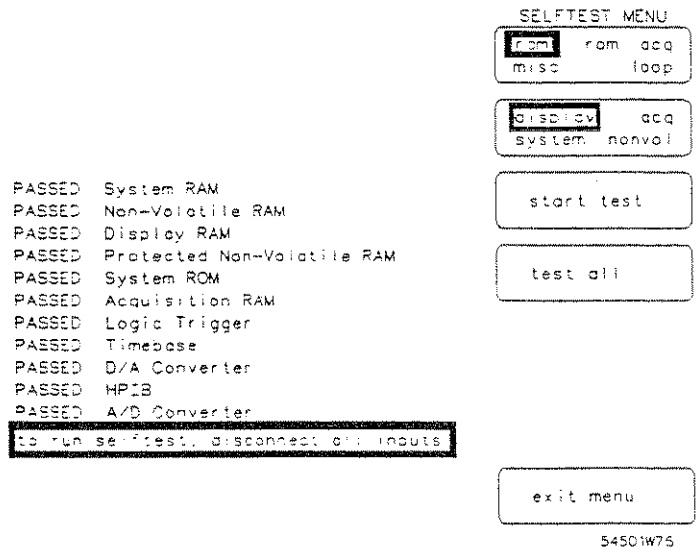 SELFTEST MENU
ram rom acq
misc loop
display acq
system nonvol
start test
test all
PASSED System RAM
PASSED Non-Volatile RAM
PASSED Display RAM
PASSED Protected Non-Volatile RAM
PASSED System ROM
PASSED Acquisition RAM
PASSED Logic Trigger
PASSED Timebase
PASSED D/A Converter
PASSED HPIB
PASSED A/D Converter
to run selftest, disconnect all inputs
exit menu
54501W75